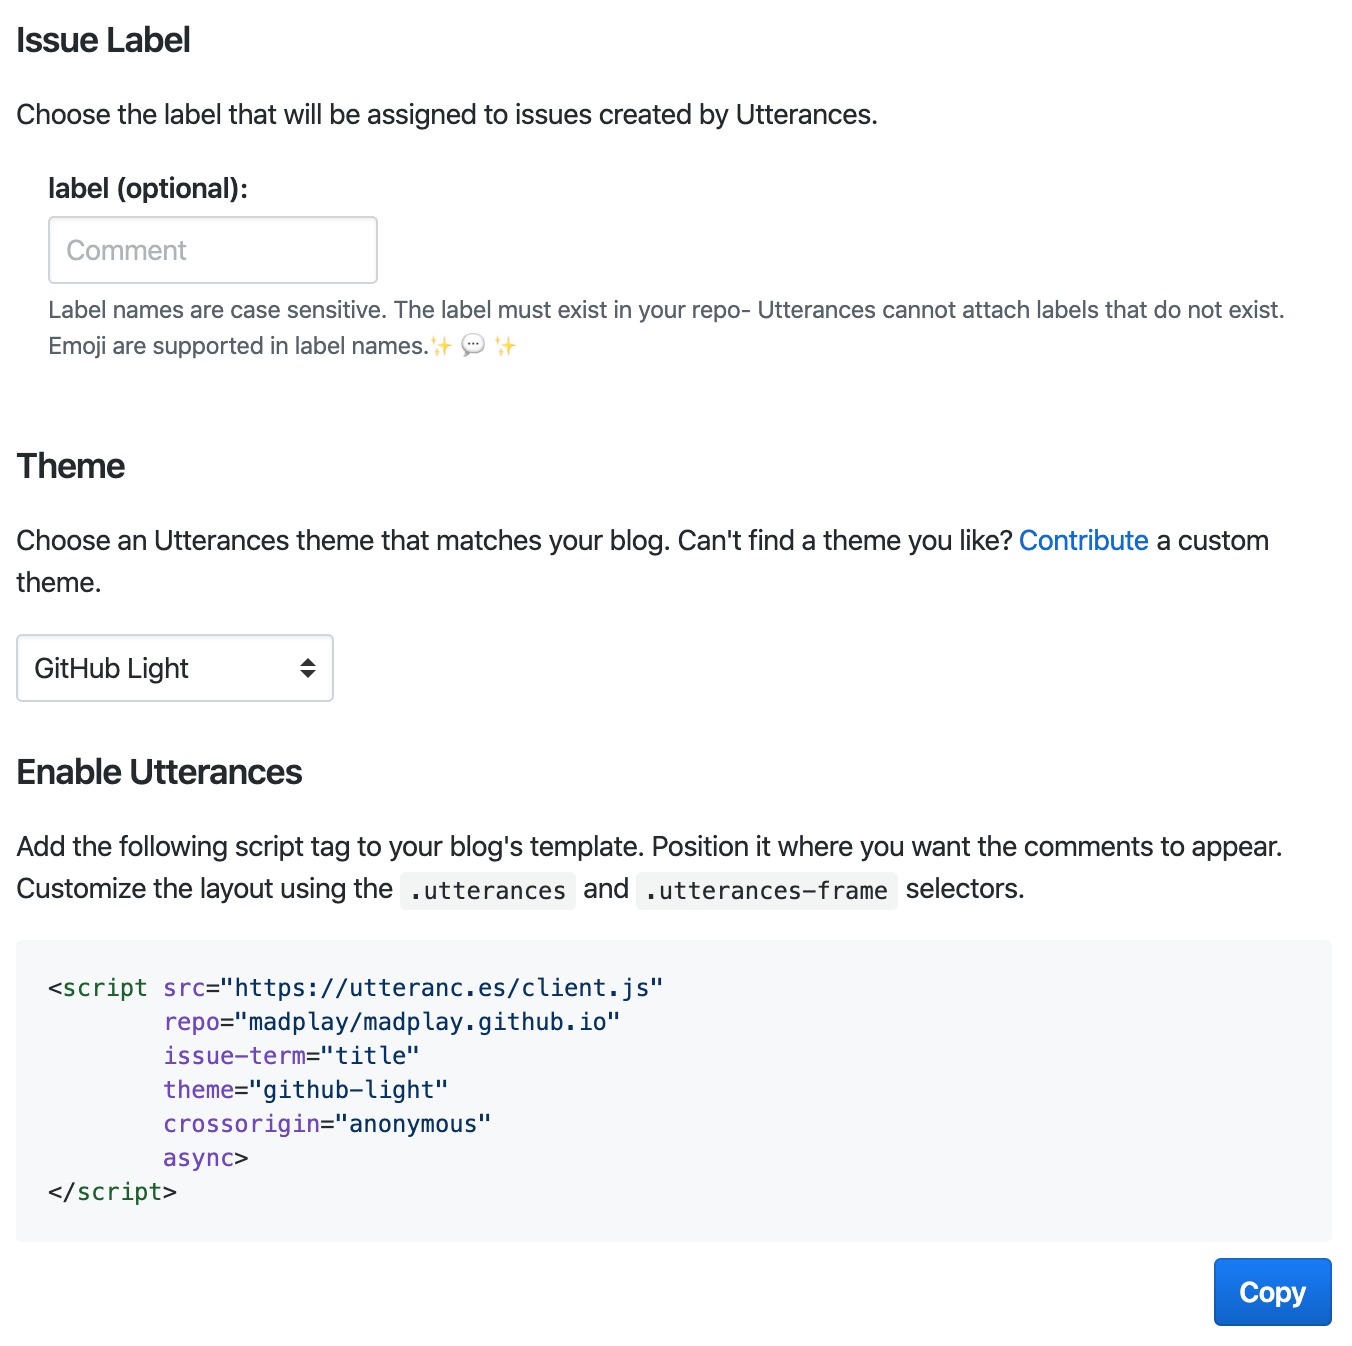 Issue Label
Choose the label that will be assigned to issues created by Utterances.
label (optional):
Comment
Label names are case sensitive. The label must exist in your repo- Utterances cannot attach labels that do not exist.
Emoji are supported in label names.✨ 💬 ✨
Theme
Choose an Utterances theme that matches your blog. Can't find a theme you like? Contribute a custom
theme.
GitHub Light
Enable Utterances
Add the following script tag to your blog's template. Position it where you want the comments to appear.
Customize the layout using the .utterances and .utterances-frame selectors.
<script src="https://utteranc.es/client.js"
        repo="madplay/madplay.github.io"
        issue-term="title"
        theme="github-light"
        crossorigin="anonymous"
        async>
</script>
Copy